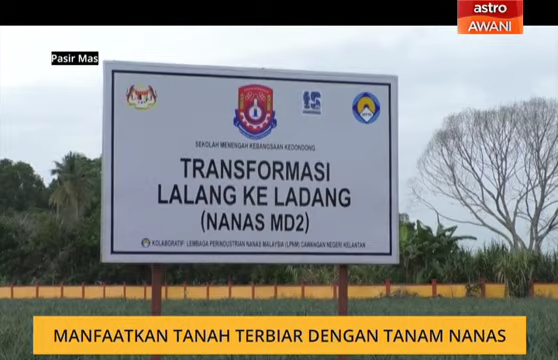 astro
AWANI
Pasir Mas
15
SEKOLAH MENENGAH KEBANGSAAN KEDONDONG
TRANSFORMASI
LALANG KE LADANG
(NANAS MD2)
KOLABORATIF: LEMBAGA PERINDUSTRIAN NANAS MALAYSIA (LPNM) CAWANGAN NEGERI KELANTAN
MANFAATKAN TANAH TERBIAR DENGAN TANAM NANAS